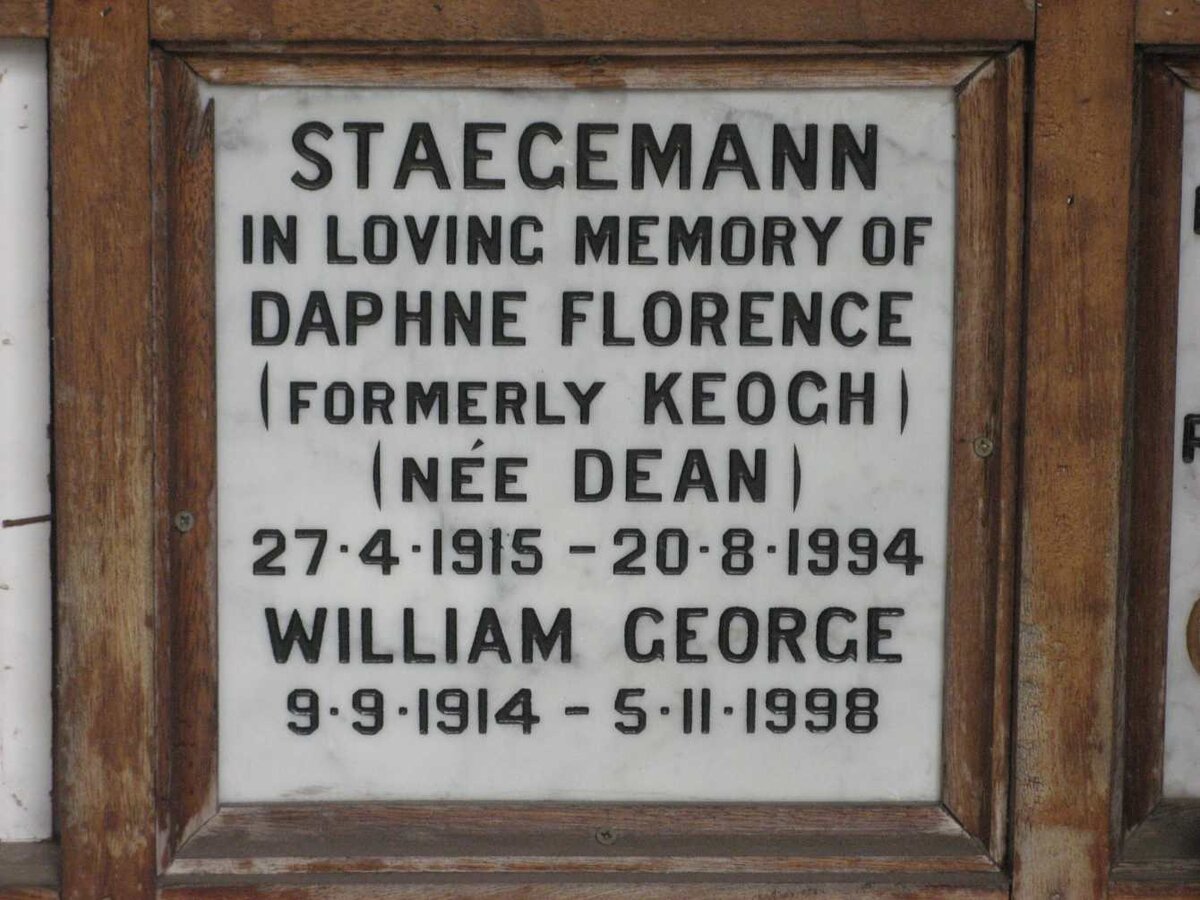 STAEGEMANN
IN LOVING MEMORY OF
DAPHNE FLORENCE
(FORMERLY KEOGH)
(NÉE DEAN)
27·4·1915 – 20·8·1994
WILLIAM GEORGE
9·9·1914 – 5·11·1998